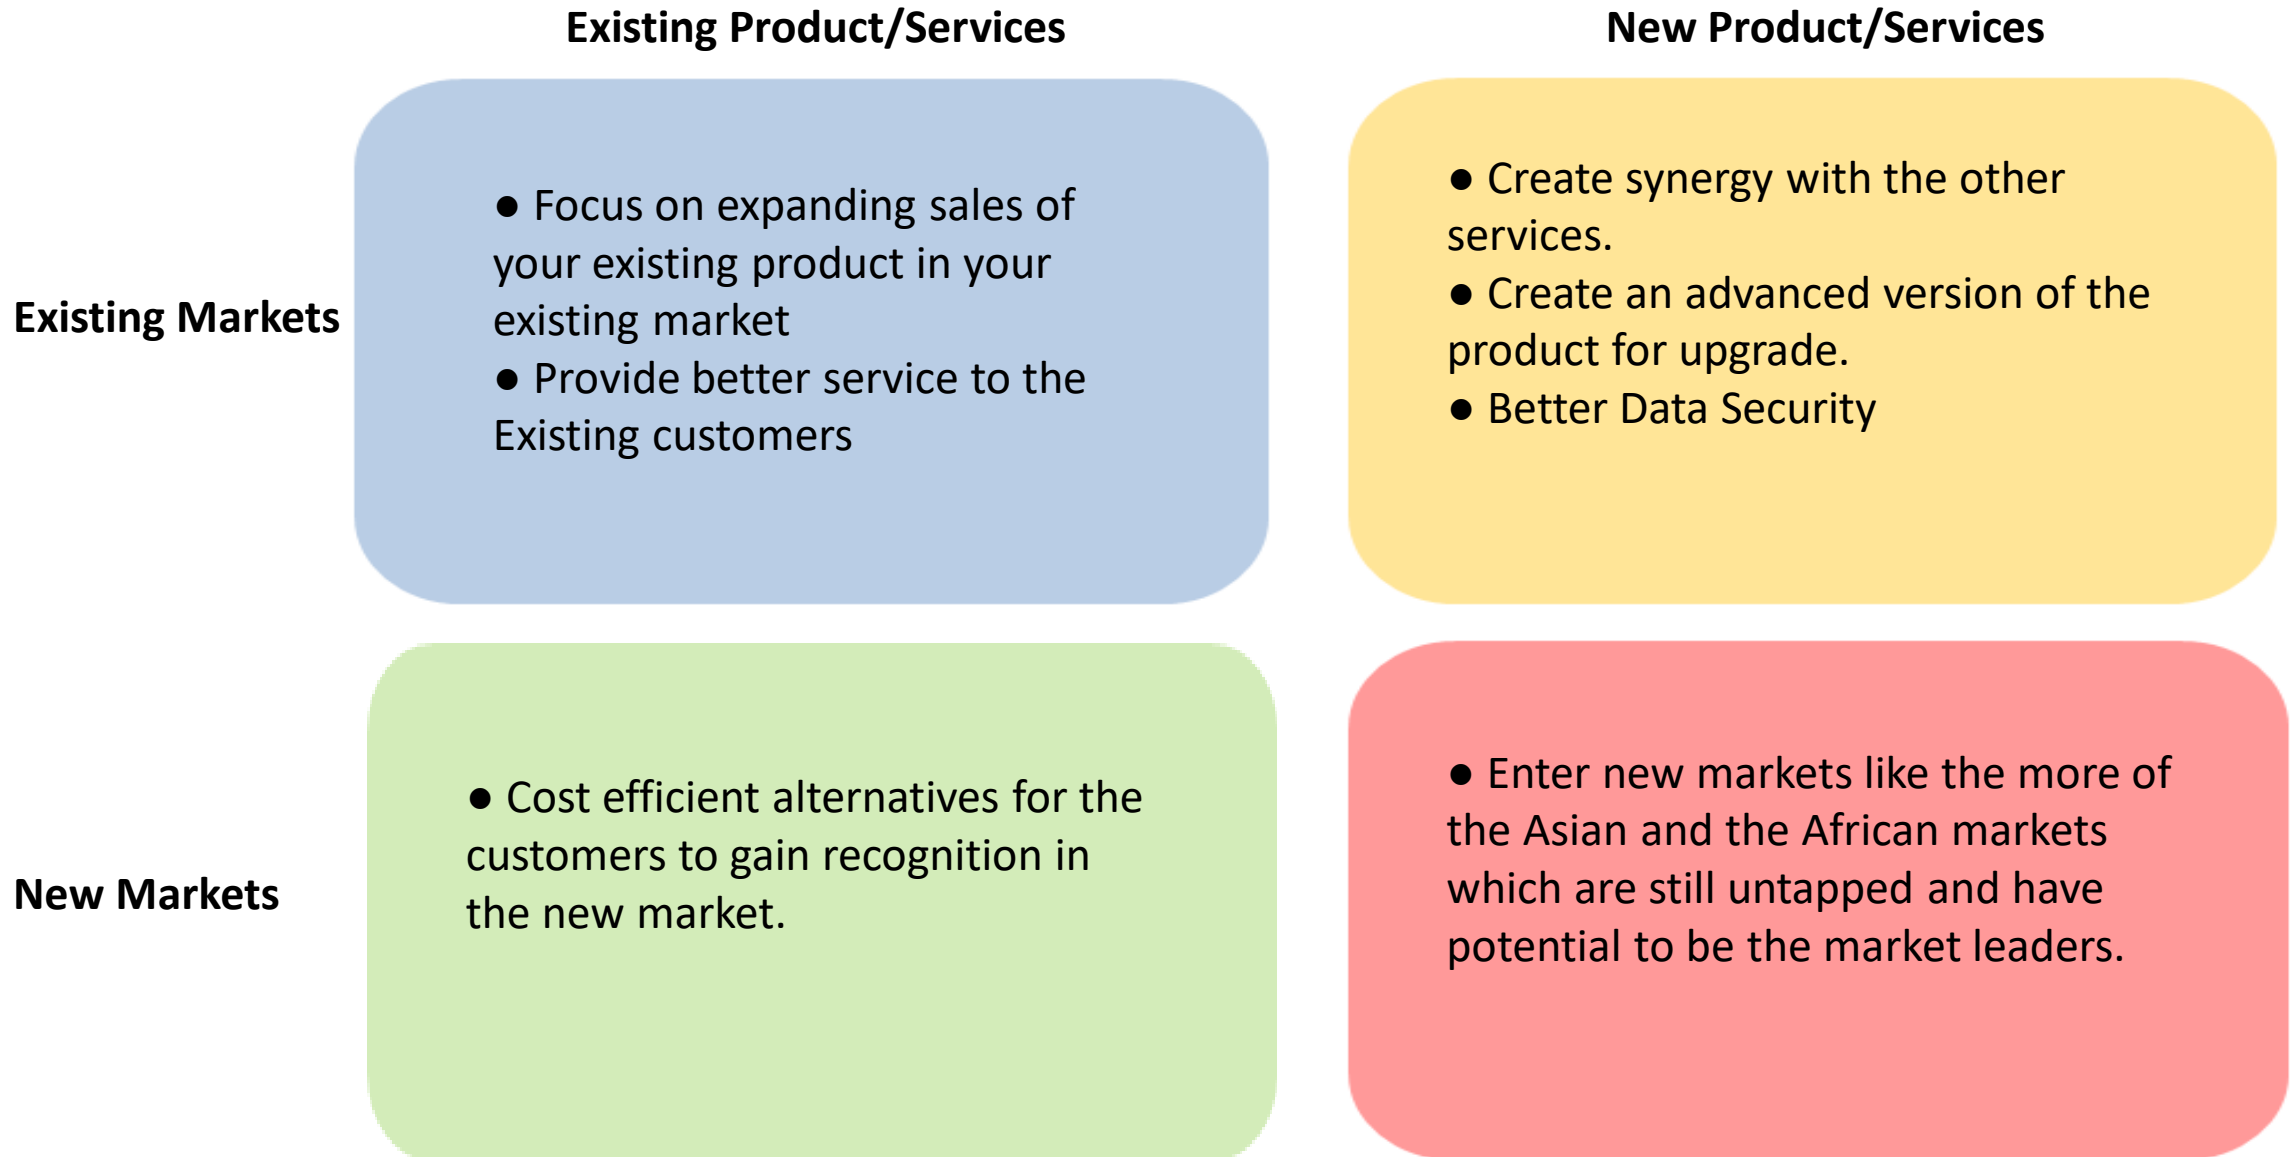 Existing Product/Services
New Product/Services
Existing Markets
● Focus on expanding sales of
your existing product in your
existing market
● Provide better service to the
Existing customers
● Create synergy with the other
services.
● Create an advanced version of the
product for upgrade.
● Better Data Security
New Markets
● Cost efficient alternatives for the
customers to gain recognition in
the new market.
● Enter new markets like the more of
the Asian and the African markets
which are still untapped and have
potential to be the market leaders.